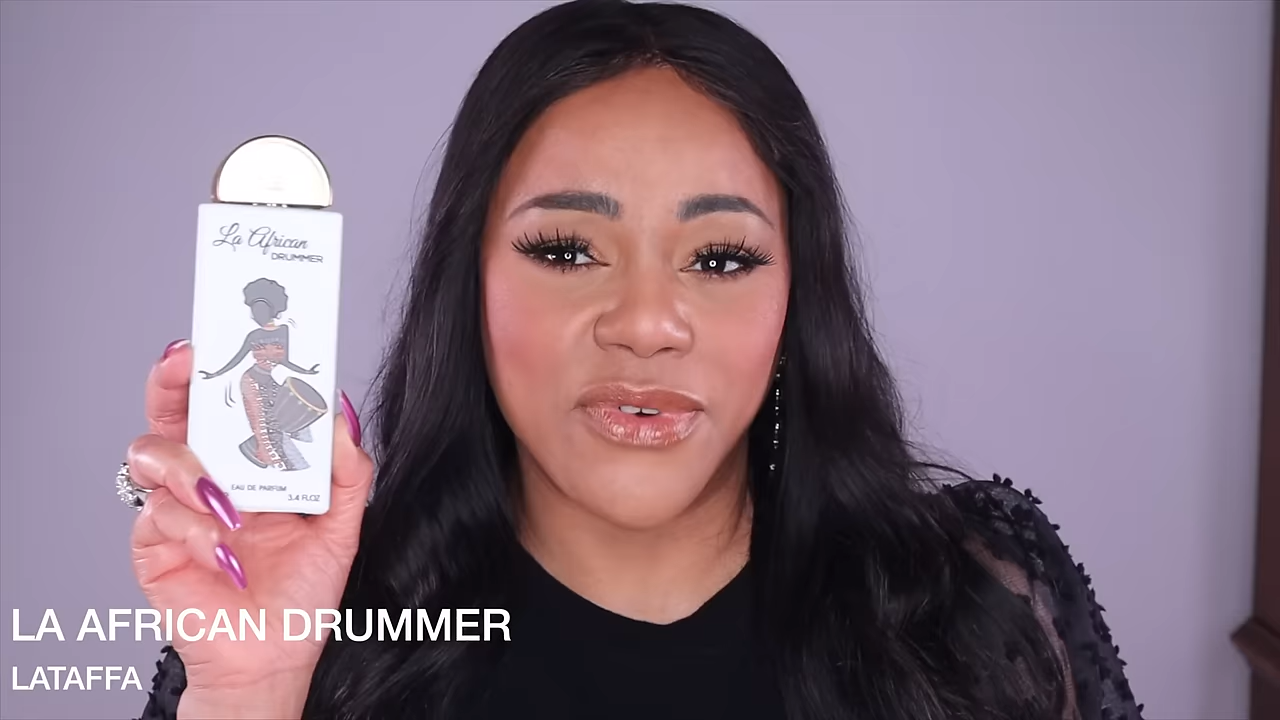 La African
DRUMMER
EAU DE PARFUM
3.4 FL.OZ
LA AFRICAN DRUMMER
LATAFFA